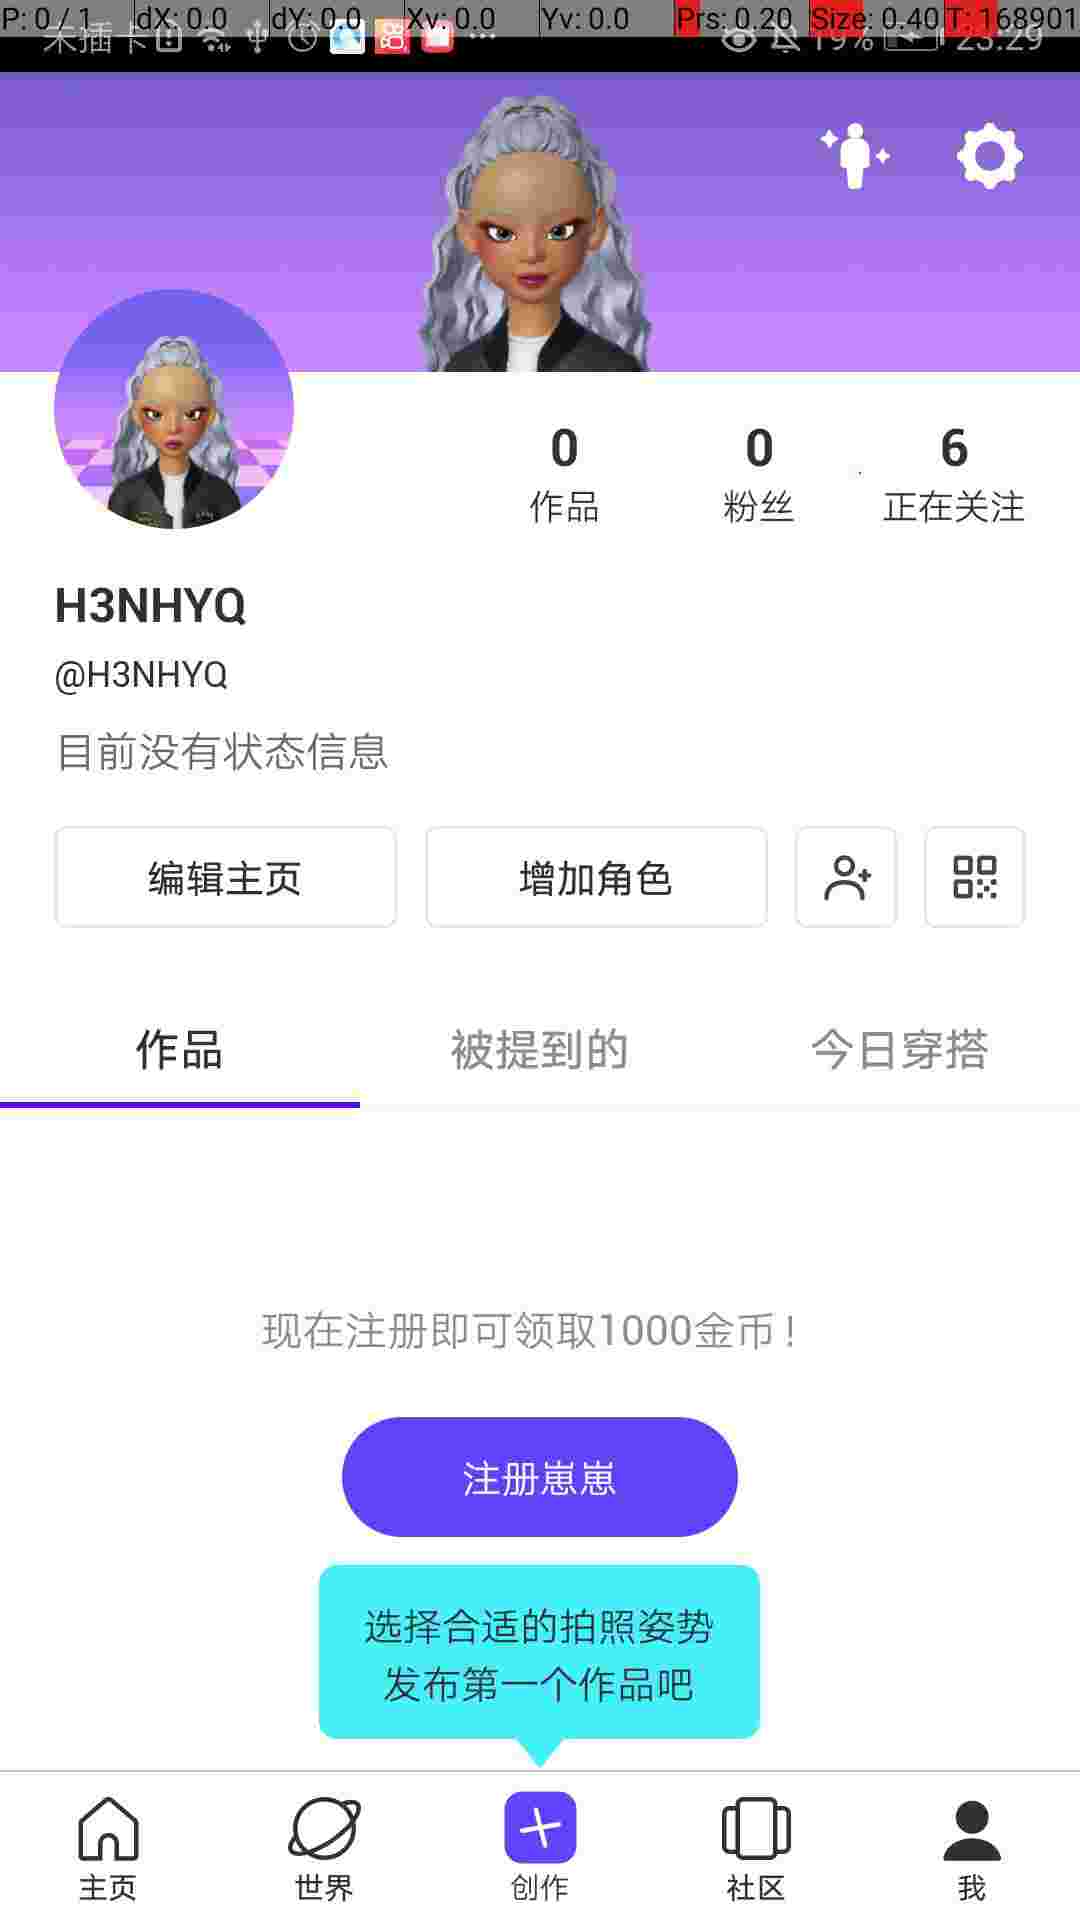 P: 0 / 1 dX: 0.0 dY: 0.0 Xv: 0.0 Yv: 0.0 Prs: 0.20 Size: 0.40 T: 168901
未插卡 19% 23:29
0 0 6
作品 粉丝 正在关注
H3NHYQ
@H3NHYQ
目前没有状态信息
编辑主页 增加角色
作品 被提到的 今日穿搭
现在注册即可领取1000金币！
注册崽崽
选择合适的拍照姿势
发布第一个作品吧
主页 世界 创作 社区 我